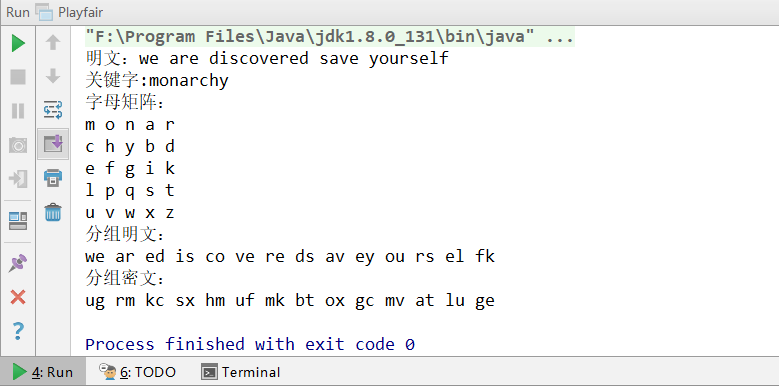 Run Playfair
"F:\Program Files\Java\jdk1.8.0_131\bin\java" ...
明文: we are discovered save yourself
关键字:monarchy
字母矩阵:
m o n a r
c h y b d
e f g i k
l p q s t
u v w x z
分组明文:
we ar ed is co ve re ds av ey ou rs el fk
分组密文:
ug rm kc sx hm uf mk bt ox gc mv at lu ge
Process finished with exit code 0
4: Run 6: TODO Terminal